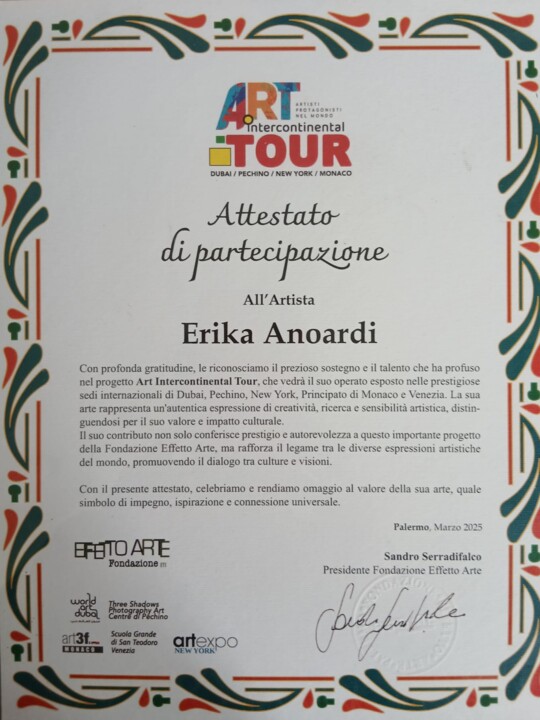 ART
ARTISTI
PROTAGONISTI
NEL MONDO
intercontinental
TOUR
DUBAI / PECHINO / NEW YORK / MONACO
Attestato
di partecipazione
All'Artista
Erika Anoardi
Con profonda gratitudine, le riconosciamo il prezioso sostegno e il talento che ha profuso
nel progetto Art Intercontinental Tour, che vedrà il suo operato esposto nelle prestigiose
sedi internazionali di Dubai, Pechino, New York, Principato di Monaco e Venezia. La sua
arte rappresenta un'autentica espressione di creatività, ricerca e sensibilità artistica, distin-
guendosi per il suo valore e impatto culturale.
Il suo contributo non solo conferisce prestigio e autorevolezza a questo importante progetto
della Fondazione Effetto Arte, ma rafforza il legame tra le diverse espressioni artistiche
del mondo, promuovendo il dialogo tra culture e visioni.
Con il presente attestato, celebriamo e rendiamo omaggio al valore della sua arte, quale
simbolo di impegno, ispirazione e connessione universale.
Palermo, Marzo 2025
EFFETTO ARTE
Fondazione
Sandro Serradifalco
Presidente Fondazione Effetto Arte
world
art
dubai
Three Shadows
Photography Art
Centre di Pechino
art3f
MONACO
Scuola Grande
di San Teodoro
Venezia
artexpo
NEW YORK